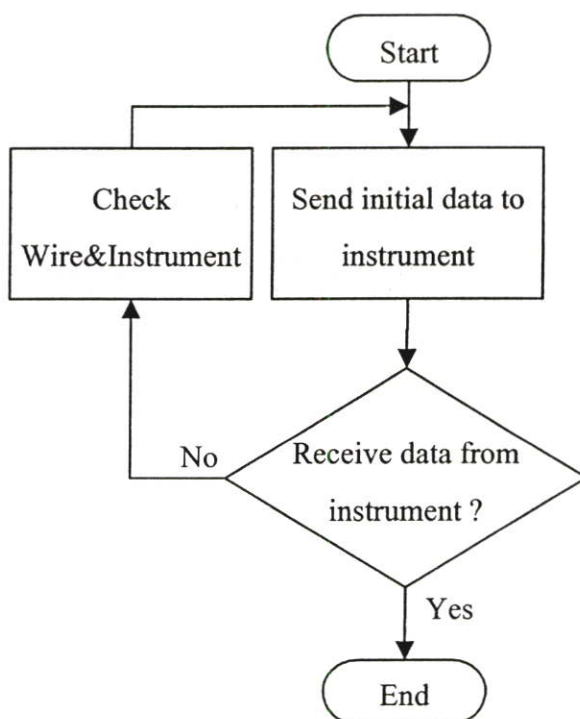 Start
Check
Wire&Instrument
Send initial data to
instrument
Receive data from
instrument ?
No
Yes
End